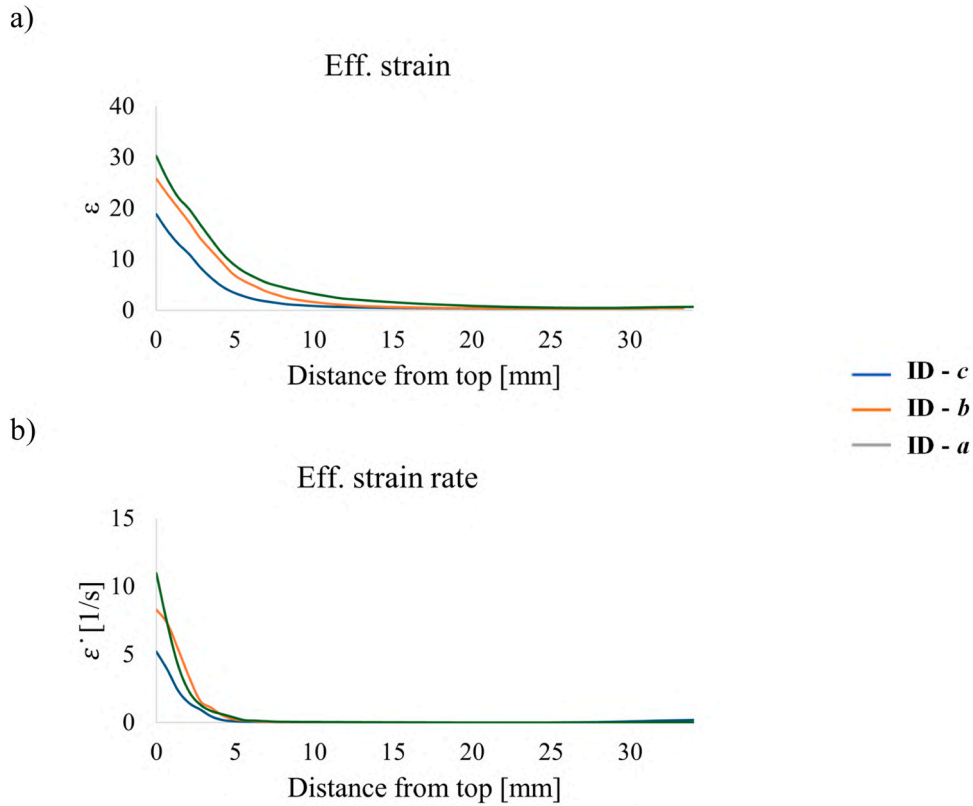 a)
Eff. strain
40
30
20
10
0
ε
0 5 10 15 20 25 30
Distance from top [mm]
ID - c
ID - b
ID - a
b)
Eff. strain rate
15
10
5
0
ε˙ [1/s]
0 5 10 15 20 25 30
Distance from top [mm]